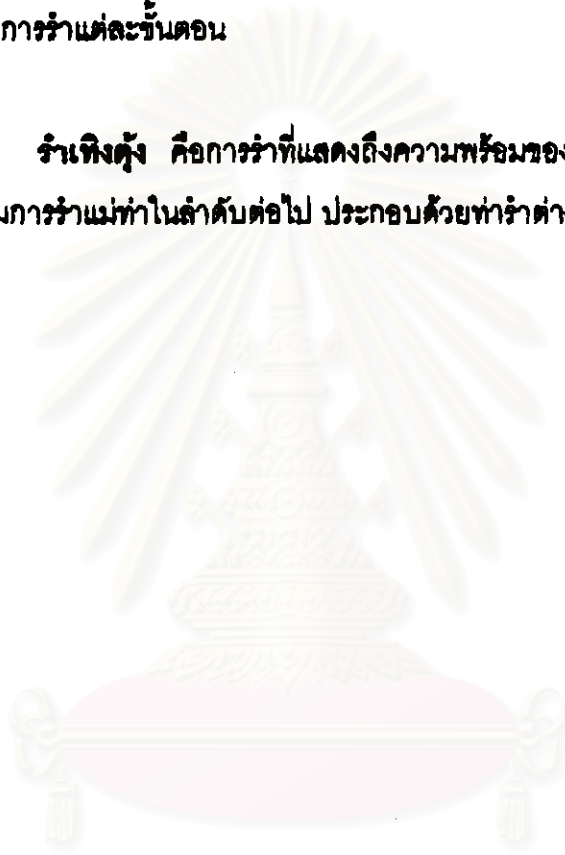 การรำแต่ละขั้นตอน
รำเทิงตุ้ง คือการรำที่แสดงถึงความพร้อมของ
การรำแม่ท่าในลำดับต่อไป ประกอบด้วยท่ารำต่าง